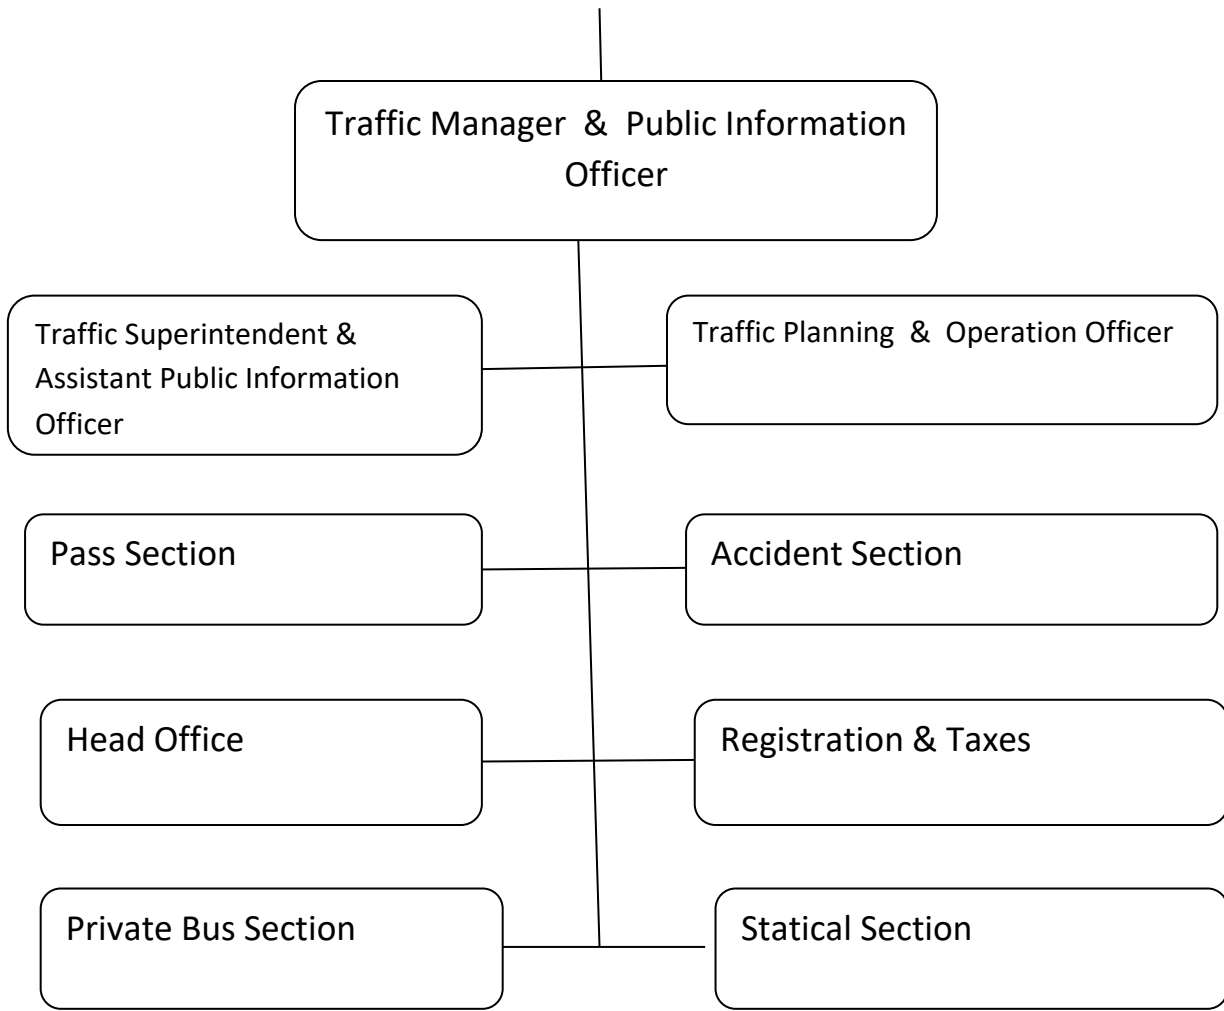 Traffic Manager & Public Information
Officer
Traffic Superintendent &
Assistant Public Information
Officer
Traffic Planning & Operation Officer
Pass Section
Accident Section
Head Office
Registration & Taxes
Private Bus Section
Statical Section